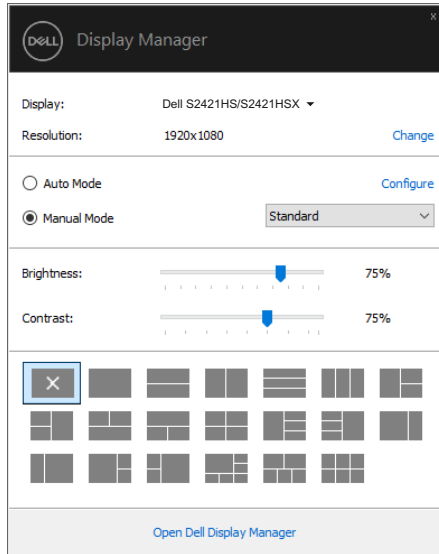 x
DELL Display Manager
Display: Dell S2421HS/S2421HSX
Resolution: 1920x1080 Change
Auto Mode Configure
Manual Mode Standard
Brightness: 75%
Contrast: 75%
Open Dell Display Manager